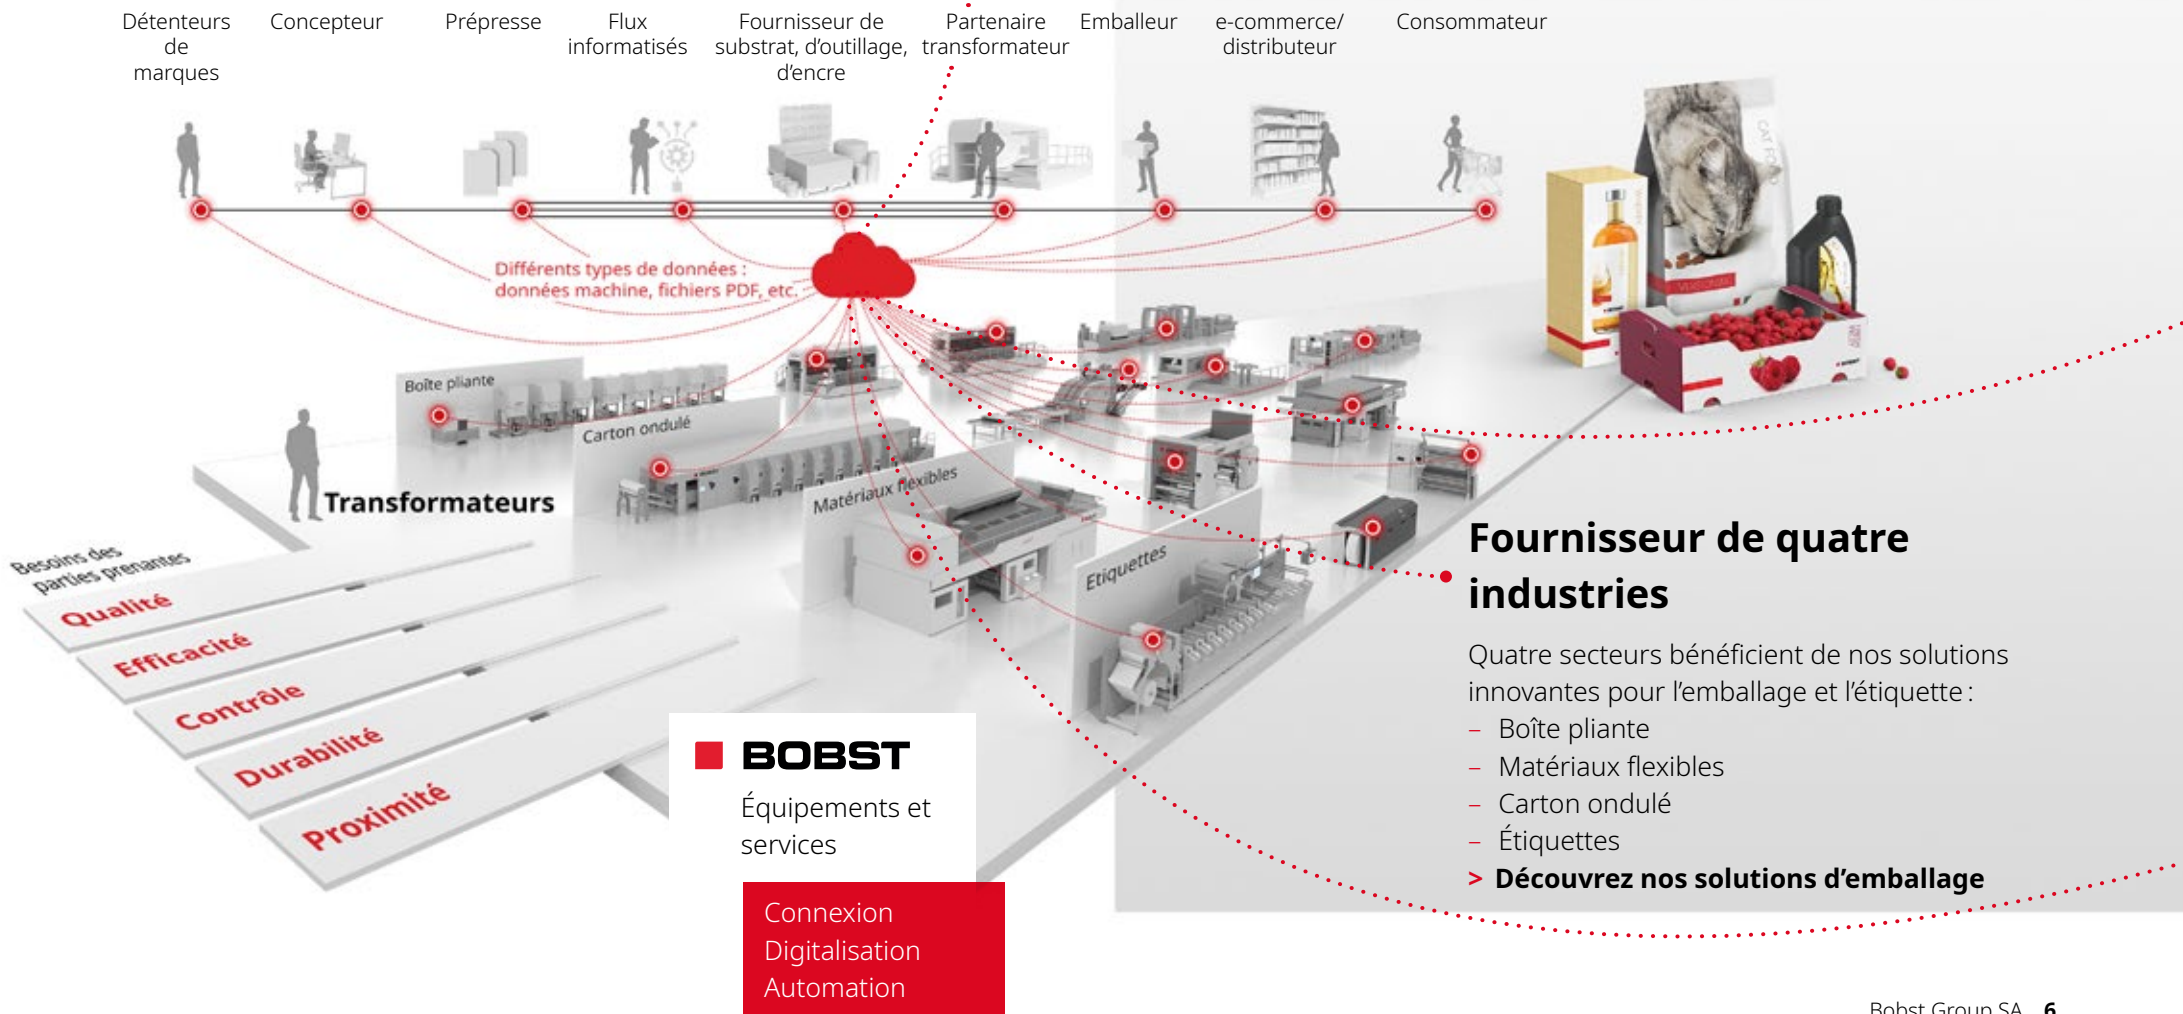 Détenteurs
de
marques
Concepteur
Prépresse
Flux
informatisés
Fournisseur de
substrat, d'outillage,
d'encre
Partenaire
transformateur
Emballeur
e-commerce/
distributeur
Consommateur
Différents types de données :
données machine, fichiers PDF, etc.
CAT FOOD
BOBST
BOBST
Boîte pliante
Carton ondulé
Matériaux flexibles
Etiquettes
Transformateurs
Besoins des
parties prenantes
Qualité
Efficacité
Contrôle
Durabilité
Proximité
BOBST
Équipements et
services
Connexion
Digitalisation
Automation
Fournisseur de quatre
industries
Quatre secteurs bénéficient de nos solutions
innovantes pour l'emballage et l'étiquette :
– Boîte pliante
– Matériaux flexibles
– Carton ondulé
– Étiquettes
> Découvrez nos solutions d'emballage
Bobst Group SA 6